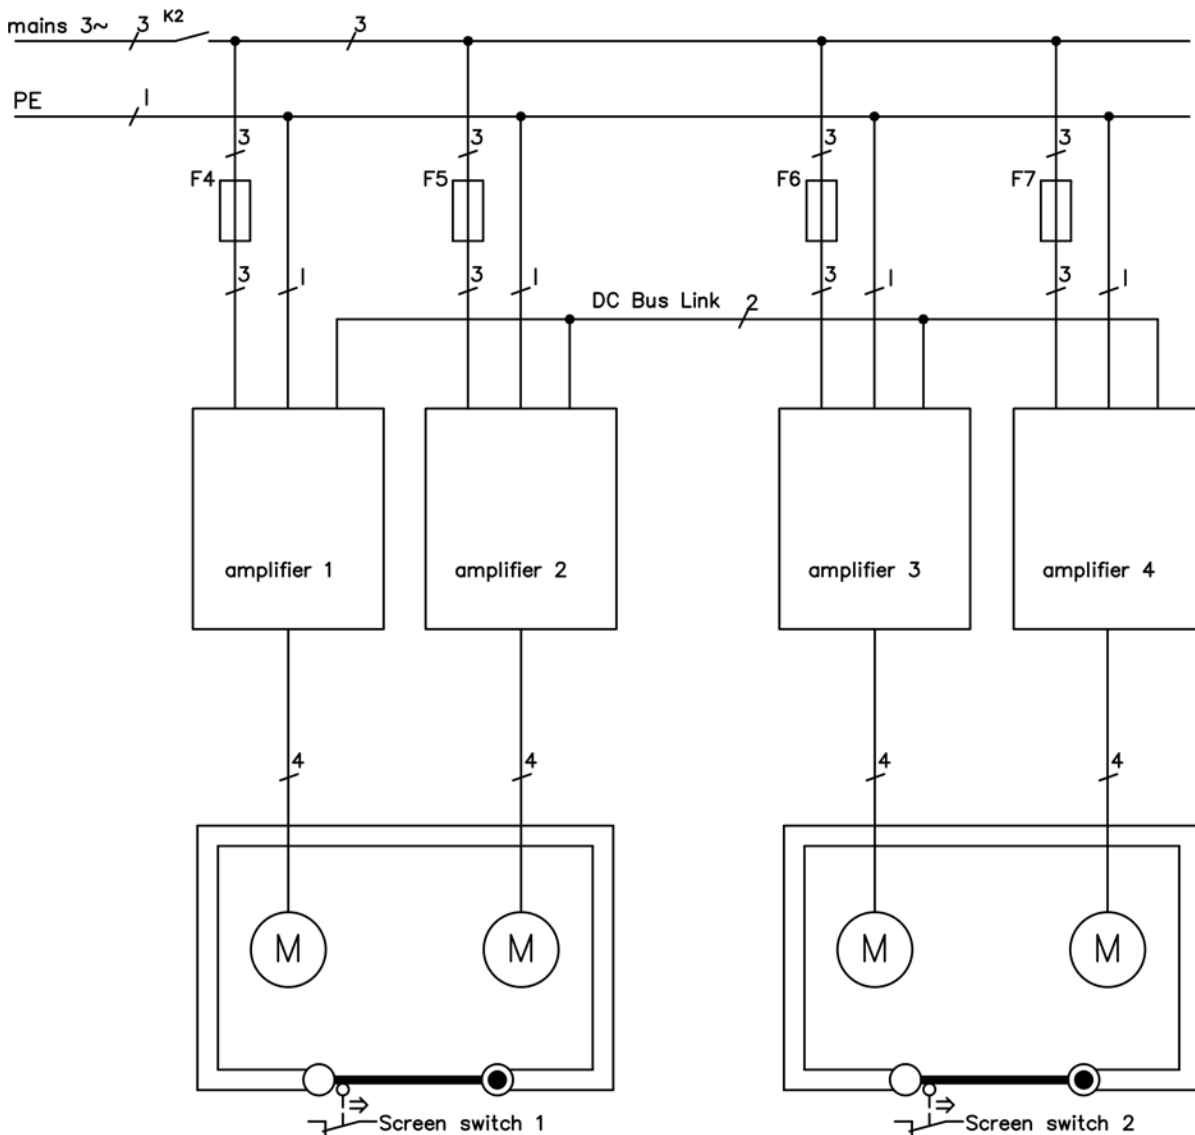 mains 3~ 3 K2 3
PE 1
3 3 3 3
F4 F5 F6 F7
3 1 3 1 3 1 3 1
DC Bus Link 2
amplifier 1 amplifier 2 amplifier 3 amplifier 4
4 4 4 4
M M M M
Screen switch 1 Screen switch 2